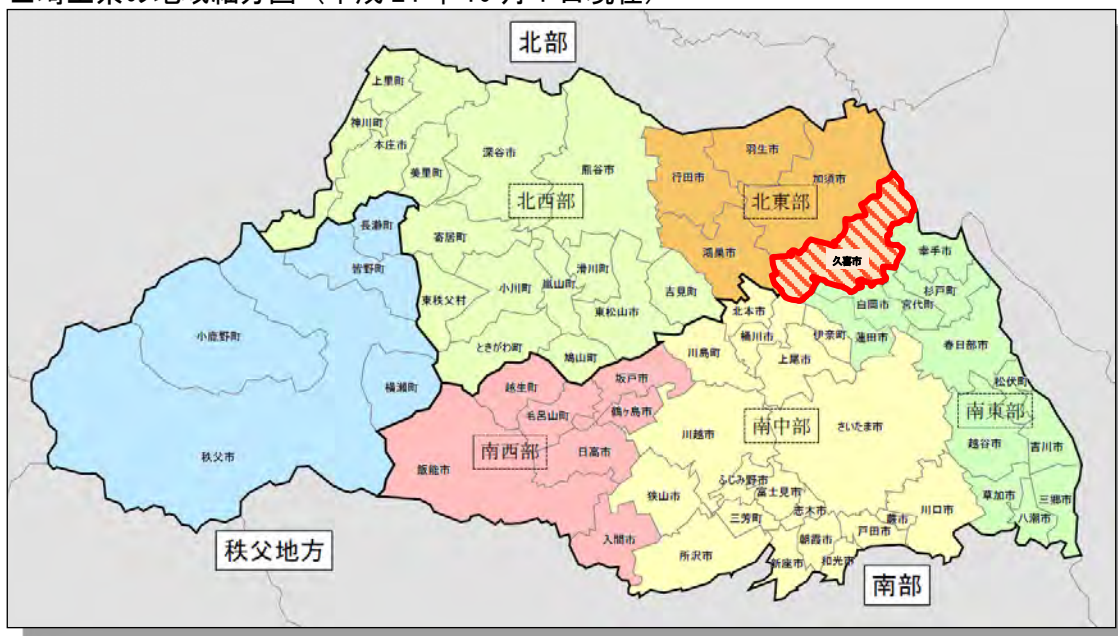 北部
上里町
神川町
本庄市
美里町
深谷市
熊谷市
北西部
寄居町
長瀞町
皆野町
東秩父村
小川町
嵐山町
滑川町
東松山市
吉見町
ときがわ町
鳩山町
行田市
羽生市
加須市
北東部
鴻巣市
久喜市
幸手市
杉戸町
宮代町
白岡市
蓮田市
春日部市
松伏町
南東部
越谷市
吉川市
草加市
八潮市
三郷市
小鹿野町
横瀬町
秩父市
秩父地方
越生町
毛呂山町
坂戸市
鶴ヶ島市
南西部
日高市
飯能市
入間市
北本市
桶川市
川島町
上尾市
伊奈町
南中部
さいたま市
川越市
ふじみ野市
富士見市
狭山市
三芳町
志木市
所沢市
新座市
朝霞市
和光市
戸田市
蕨市
川口市
南部